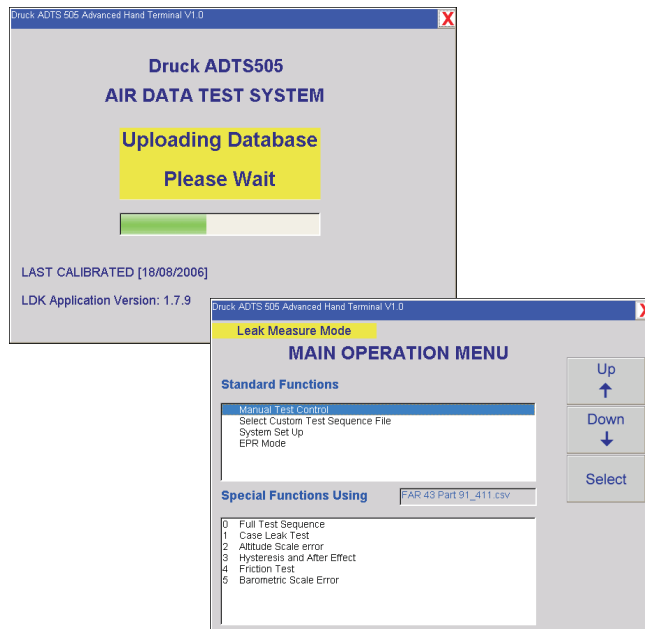 Druck ADTS 505 Advanced Hand Terminal V1.0
X
Druck ADTS505
AIR DATA TEST SYSTEM
Uploading Database
Please Wait
LAST CALIBRATED [18/08/2006]
LDK Application Version: 1.7.9
Druck ADTS 505 Advanced Hand Terminal V1.0
X
Leak Measure Mode
MAIN OPERATION MENU
Standard Functions
Manual Test Control
Select Custom Test Sequence File
System Set Up
EPR Mode
Up
Down
Select
Special Functions Using FAR 43 Part 91_411.csv
0 Full Test Sequence
1 Case Leak Test
2 Altitude Scale error
3 Hysteresis and After Effect
4 Friction Test
5 Barometric Scale Error